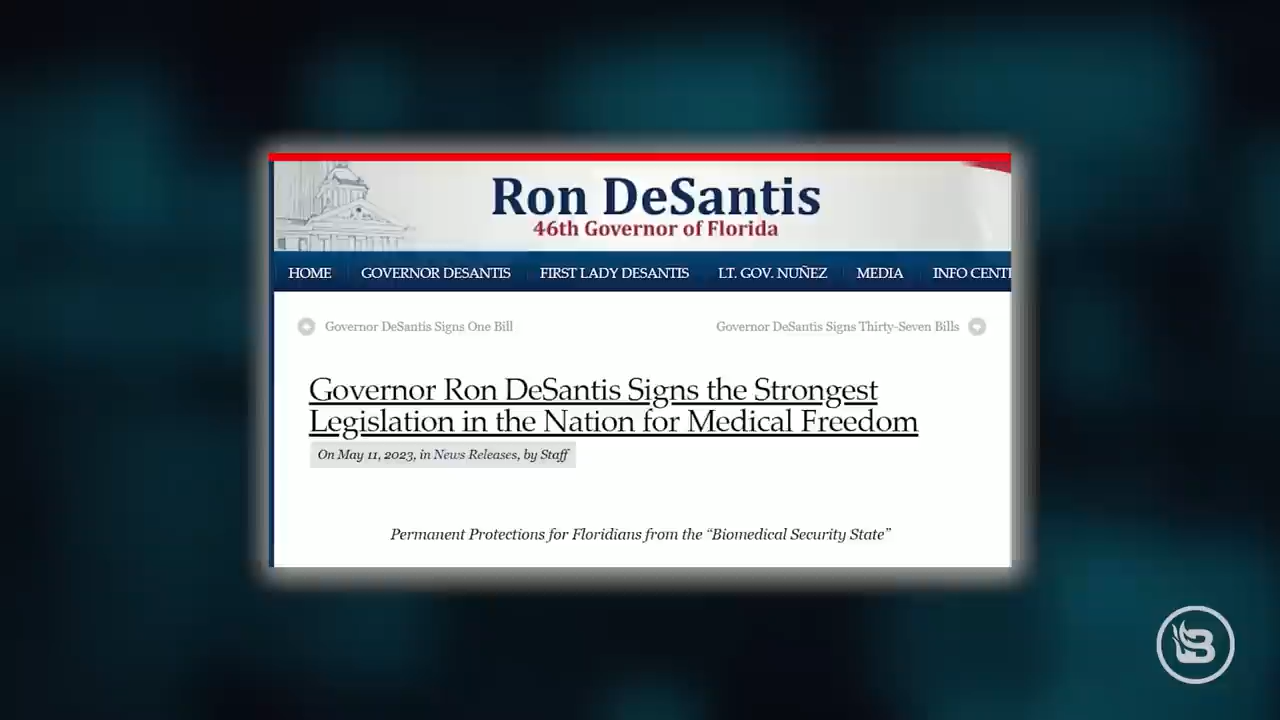 Ron DeSantis
46th Governor of Florida
HOME GOVERNOR DESANTIS FIRST LADY DESANTIS LT. GOV. NUÑEZ MEDIA INFO CENT
Governor DeSantis Signs One Bill Governor DeSantis Signs Thirty-Seven Bills
Governor Ron DeSantis Signs the Strongest
Legislation in the Nation for Medical Freedom
On May 11, 2023, in News Releases, by Staff
Permanent Protections for Floridians from the “Biomedical Security State”
B